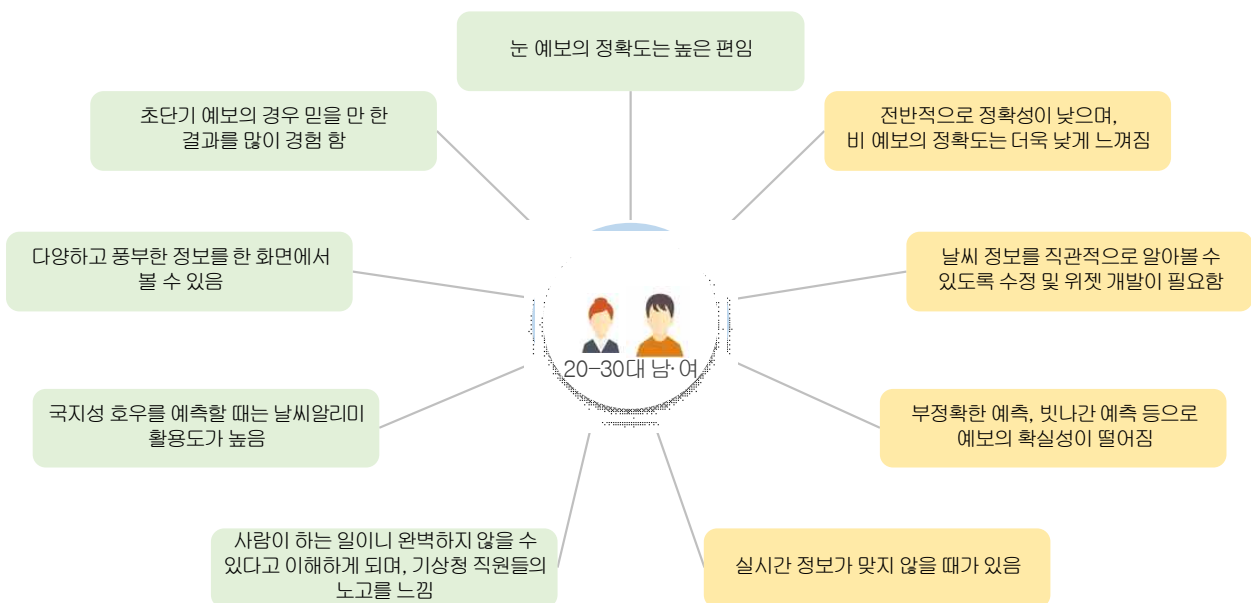 눈 예보의 정확도는 높은 편임
초단기 예보의 경우 믿을 만 한
결과를 많이 경험 함
전반적으로 정확성이 낮으며,
비 예보의 정확도는 더욱 낮게 느껴짐
다양하고 풍부한 정보를 한 화면에서
볼 수 있음
날씨 정보를 직관적으로 알아볼 수
있도록 수정 및 위젯 개발이 필요함
20-30대 남·여
국지성 호우를 예측할 때는 날씨알리미
활용도가 높음
부정확한 예측, 빗나간 예측 등으로
예보의 확실성이 떨어짐
사람이 하는 일이니 완벽하지 않을 수
있다고 이해하게 되며, 기상청 직원들의
노고를 느낌
실시간 정보가 맞지 않을 때가 있음